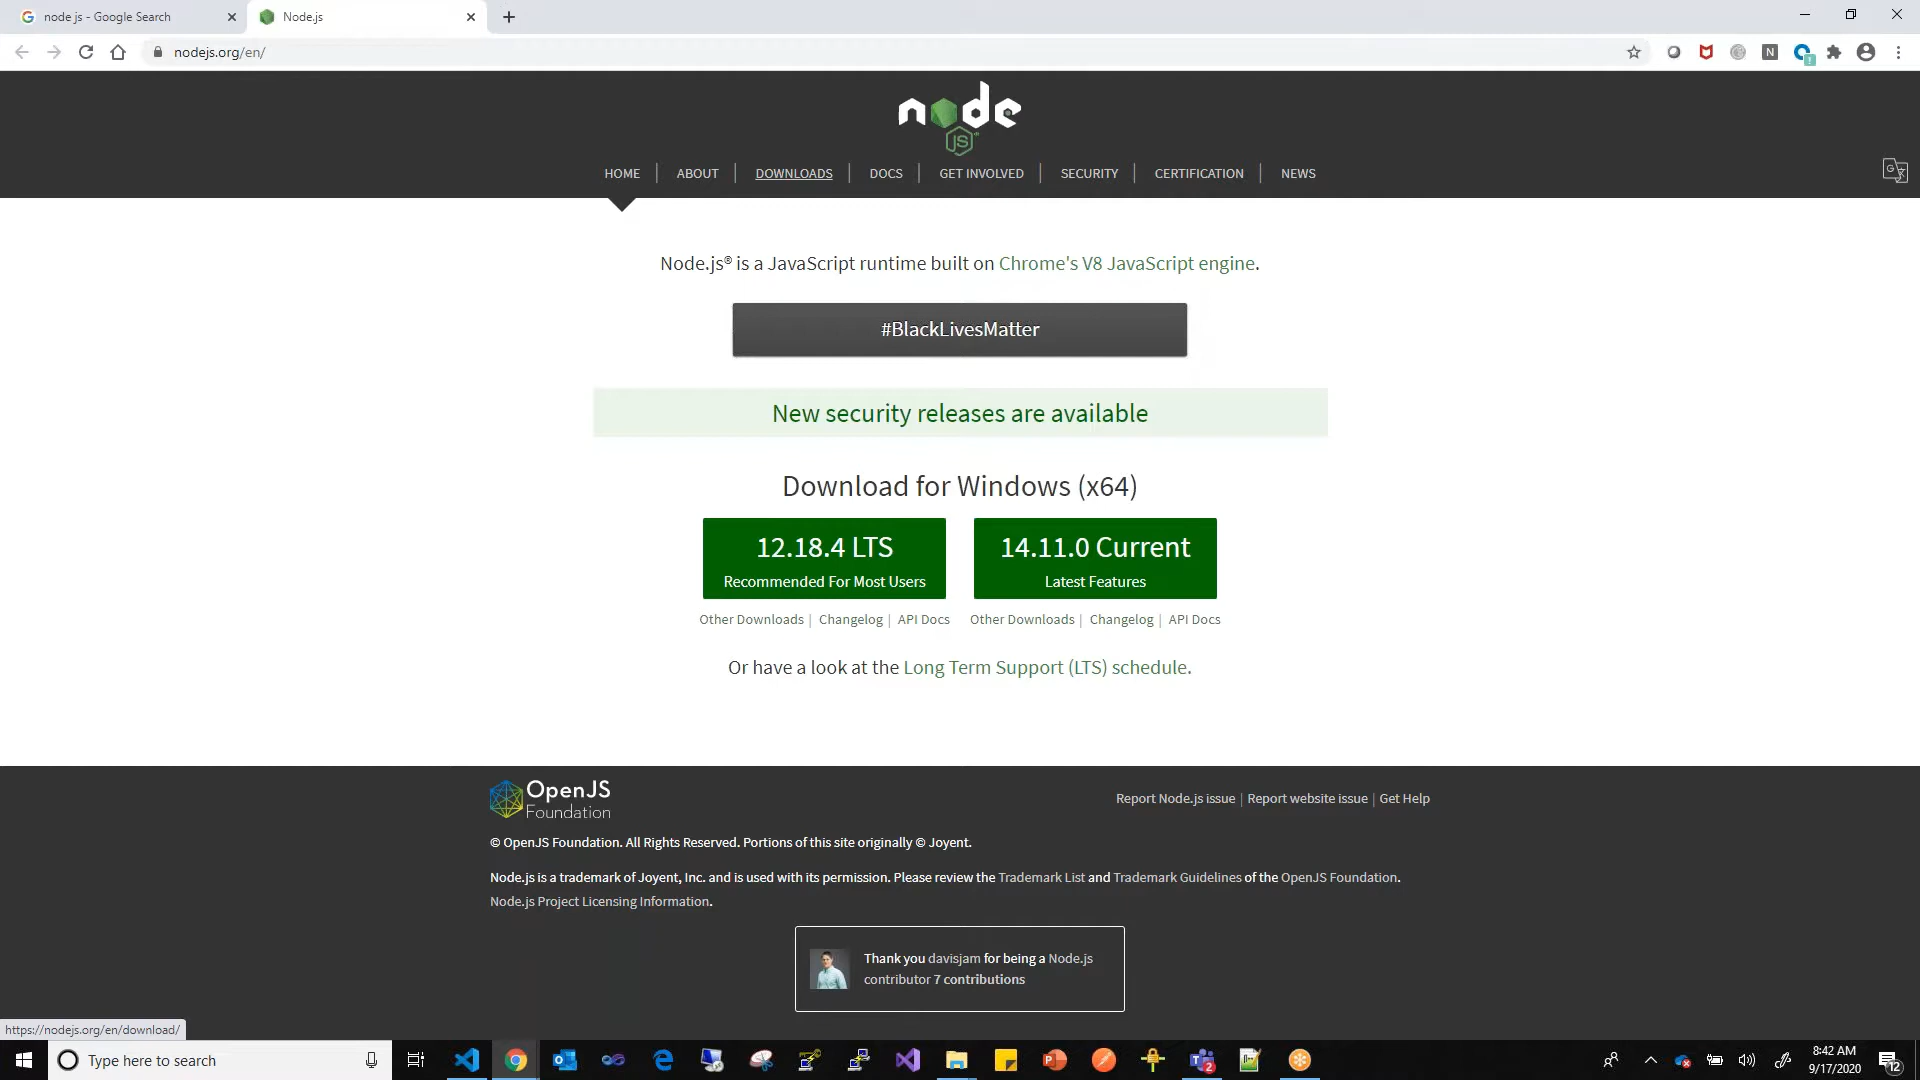 node js - Google Search
Node.js
nodejs.org/en/
node
JS
HOME
ABOUT
DOWNLOADS
DOCS
GET INVOLVED
SECURITY
CERTIFICATION
NEWS
Node.js® is a JavaScript runtime built on Chrome's V8 JavaScript engine.
#BlackLivesMatter
New security releases are available
Download for Windows (x64)
12.18.4 LTS
Recommended For Most Users
14.11.0 Current
Latest Features
Other Downloads | Changelog | API Docs
Other Downloads | Changelog | API Docs
Or have a look at the Long Term Support (LTS) schedule.
OpenJS
Foundation
Report Node.js issue | Report website issue | Get Help
© OpenJS Foundation. All Rights Reserved. Portions of this site originally © Joyent.
Node.js is a trademark of Joyent, Inc. and is used with its permission. Please review the Trademark List and Trademark Guidelines of the OpenJS Foundation.
Node.js Project Licensing Information.
Thank you davisjam for being a Node.js
contributor 7 contributions
https://nodejs.org/en/download/
Type here to search
2
8:42 AM
9/17/2020
12